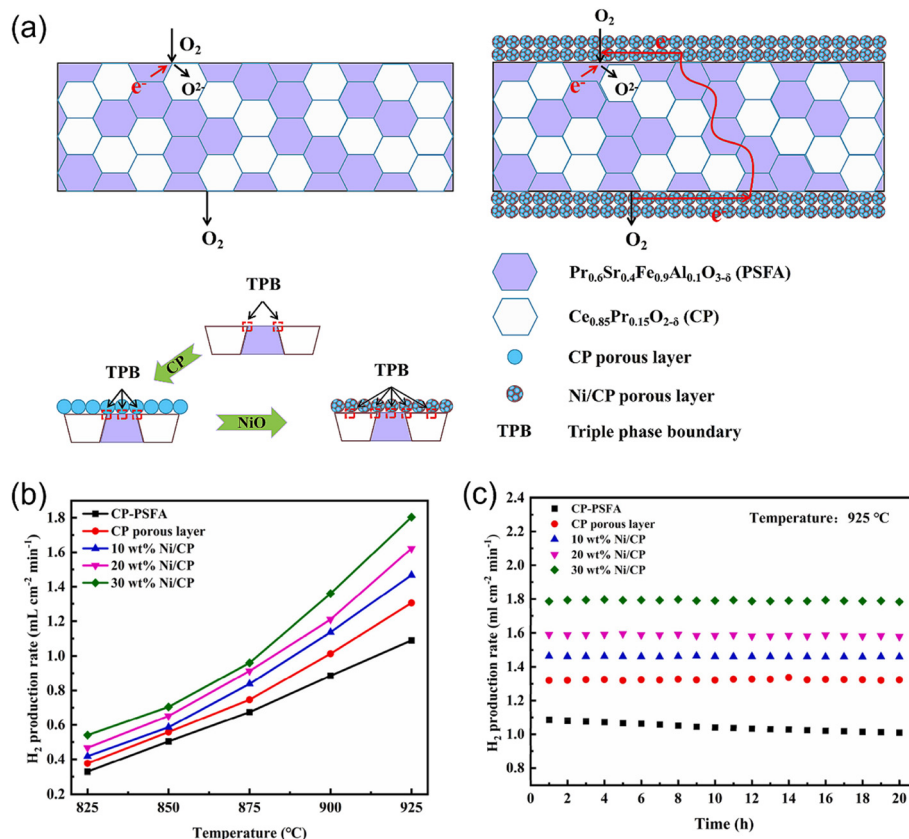 (a)
O₂
e⁻
O²⁻
O₂
O₂
e⁻
e⁻
O²⁻
O₂
e⁻
TPB
CP
TPB
NiO
TPB
Pr₀.₆Sr₀.₄Fe₀.₉Al₀.₁O₃₋δ (PSFA)
Ce₀.₈₅Pr₀.₁₅O₂₋δ (CP)
CP porous layer
Ni/CP porous layer
TPB Triple phase boundary
(b)
H₂ production rate (mL cm⁻² min⁻¹)
1.8
1.6
1.4
1.2
1.0
0.8
0.6
0.4
0.2
CP-PSFA
CP porous layer
10 wt% Ni/CP
20 wt% Ni/CP
30 wt% Ni/CP
825 850 875 900 925
Temperature (℃)
(c)
H₂ production rate (ml cm⁻² min⁻¹)
2.4
2.2
2.0
1.8
1.6
1.4
1.2
1.0
0.8
CP-PSFA
CP porous layer
10 wt% Ni/CP
20 wt% Ni/CP
30 wt% Ni/CP
Temperature: 925 ℃
0 2 4 6 8 10 12 14 16 18 20
Time (h)